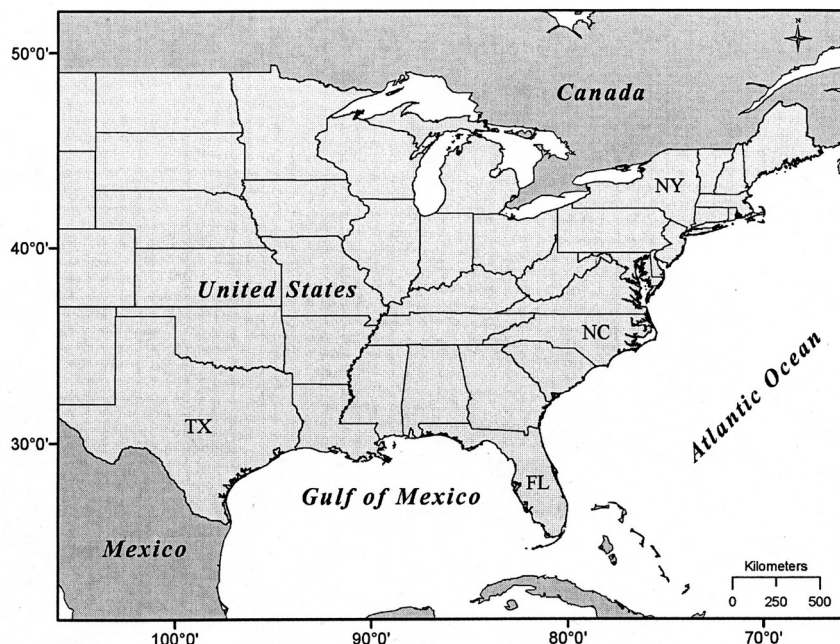 N
50°0'
Canada
NY
40°0'
United States
NC
Atlantic Ocean
TX
30°0'
FL
Gulf of Mexico
Mexico
Kilometers
0 250 500
100°0' 90°0' 80°0' 70°0'